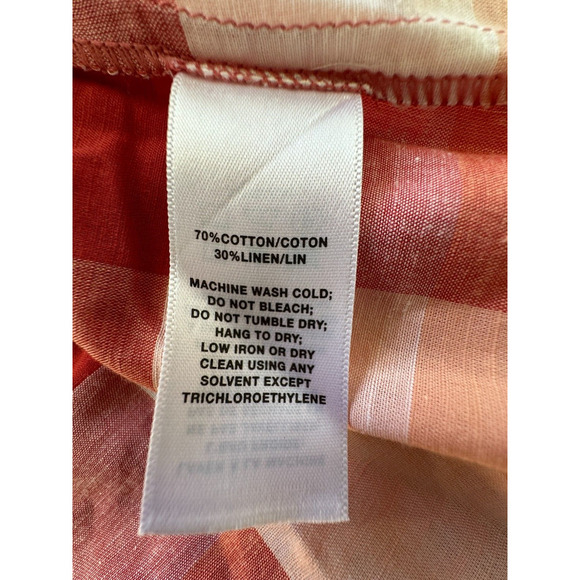 70%COTTON/COTON
30%LINEN/LIN
MACHINE WASH COLD;
DO NOT BLEACH;
DO NOT TUMBLE DRY;
HANG TO DRY;
LOW IRON OR DRY
CLEAN USING ANY
SOLVENT EXCEPT
TRICHLOROETHYLENE